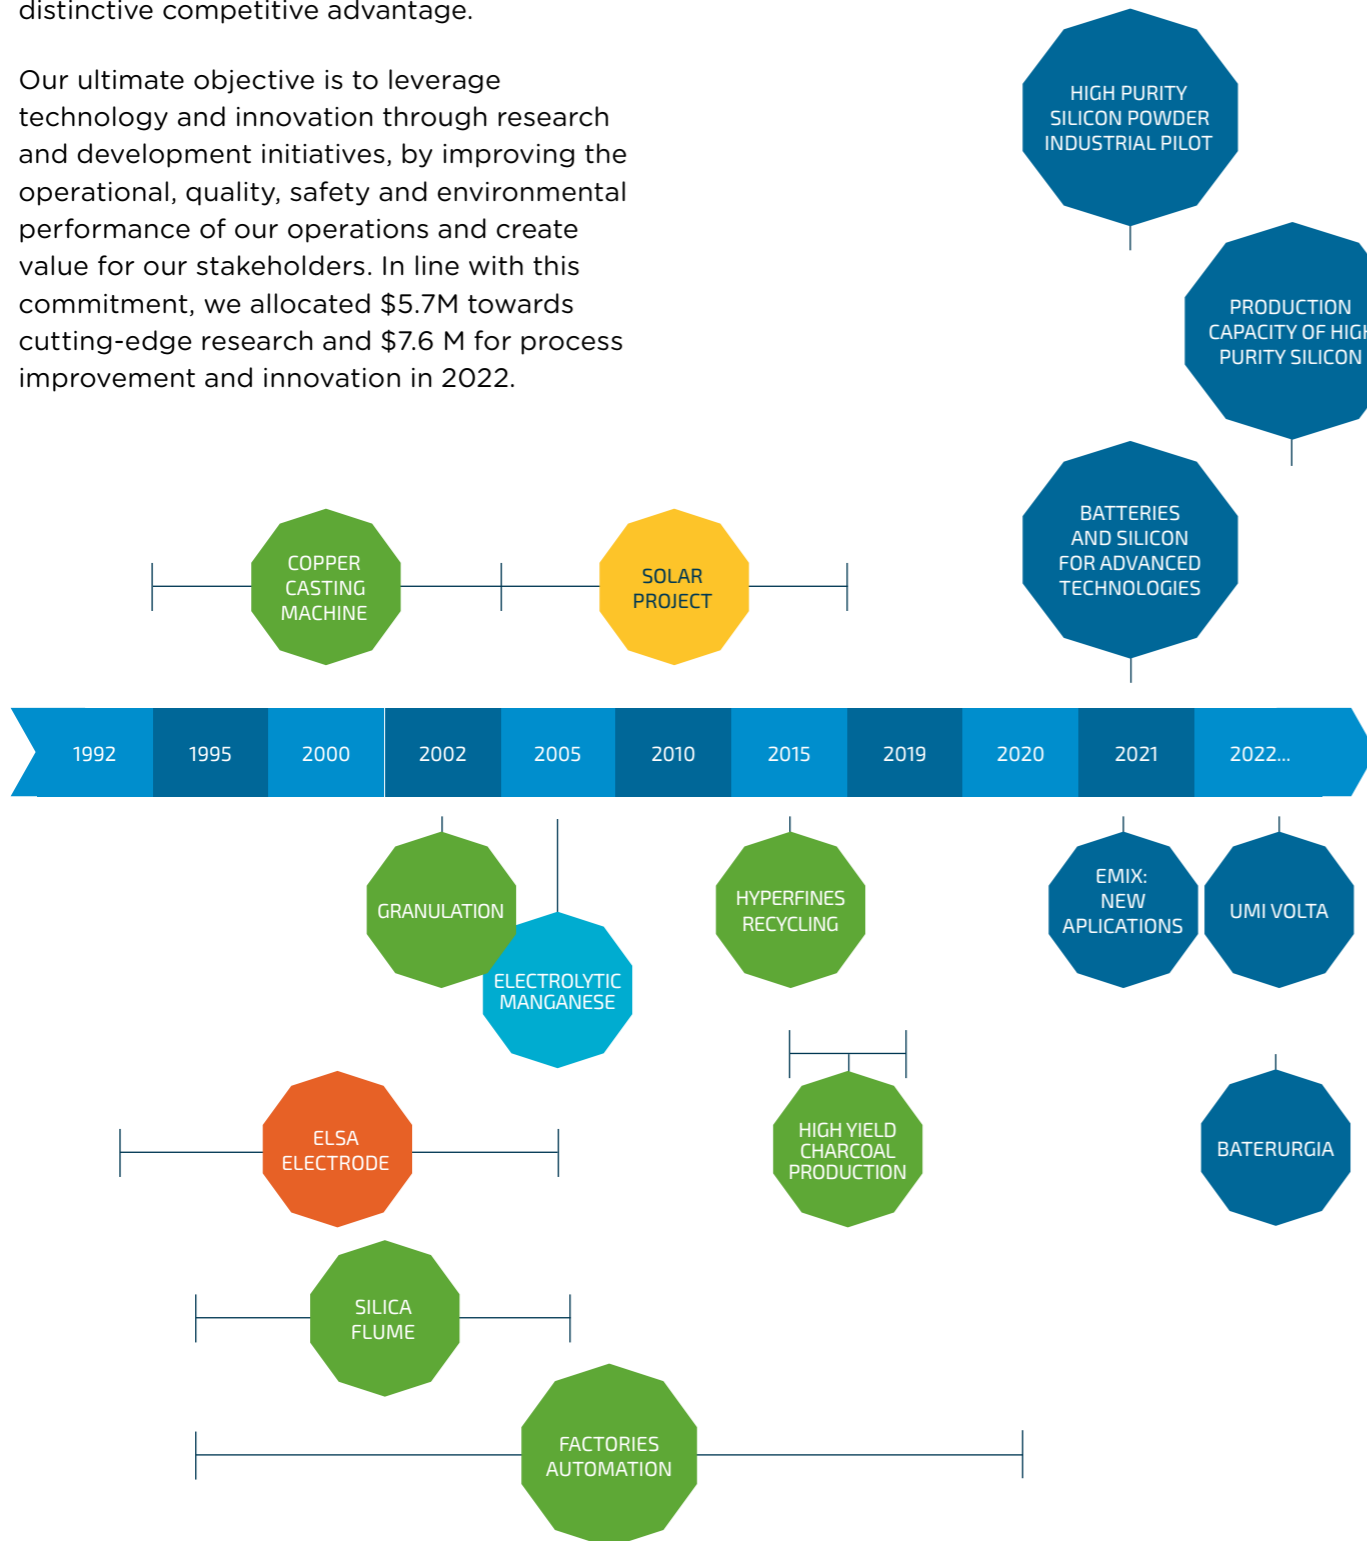 distinctive competitive advantage.
Our ultimate objective is to leverage
technology and innovation through research
and development initiatives, by improving the
operational, quality, safety and environmental
performance of our operations and create
value for our stakeholders. In line with this
commitment, we allocated $5.7M towards
cutting-edge research and $7.6 M for process
improvement and innovation in 2022.
HIGH PURITY
SILICON POWDER
INDUSTRIAL PILOT
PRODUCTION
CAPACITY OF HIGH
PURITY SILICON
BATTERIES
AND SILICON
FOR ADVANCED
TECHNOLOGIES
COPPER
CASTING
MACHINE
SOLAR
PROJECT
1992 1995 2000 2002 2005 2010 2015 2019 2020 2021 2022...
GRANULATION
ELECTROLYTIC
MANGANESE
HYPERFINES
RECYCLING
EMIX:
NEW
APLICATIONS
UMI VOLTA
ELSA
ELECTRODE
HIGH YIELD
CHARCOAL
PRODUCTION
BATERURGIA
SILICA
FLUME
FACTORIES
AUTOMATION